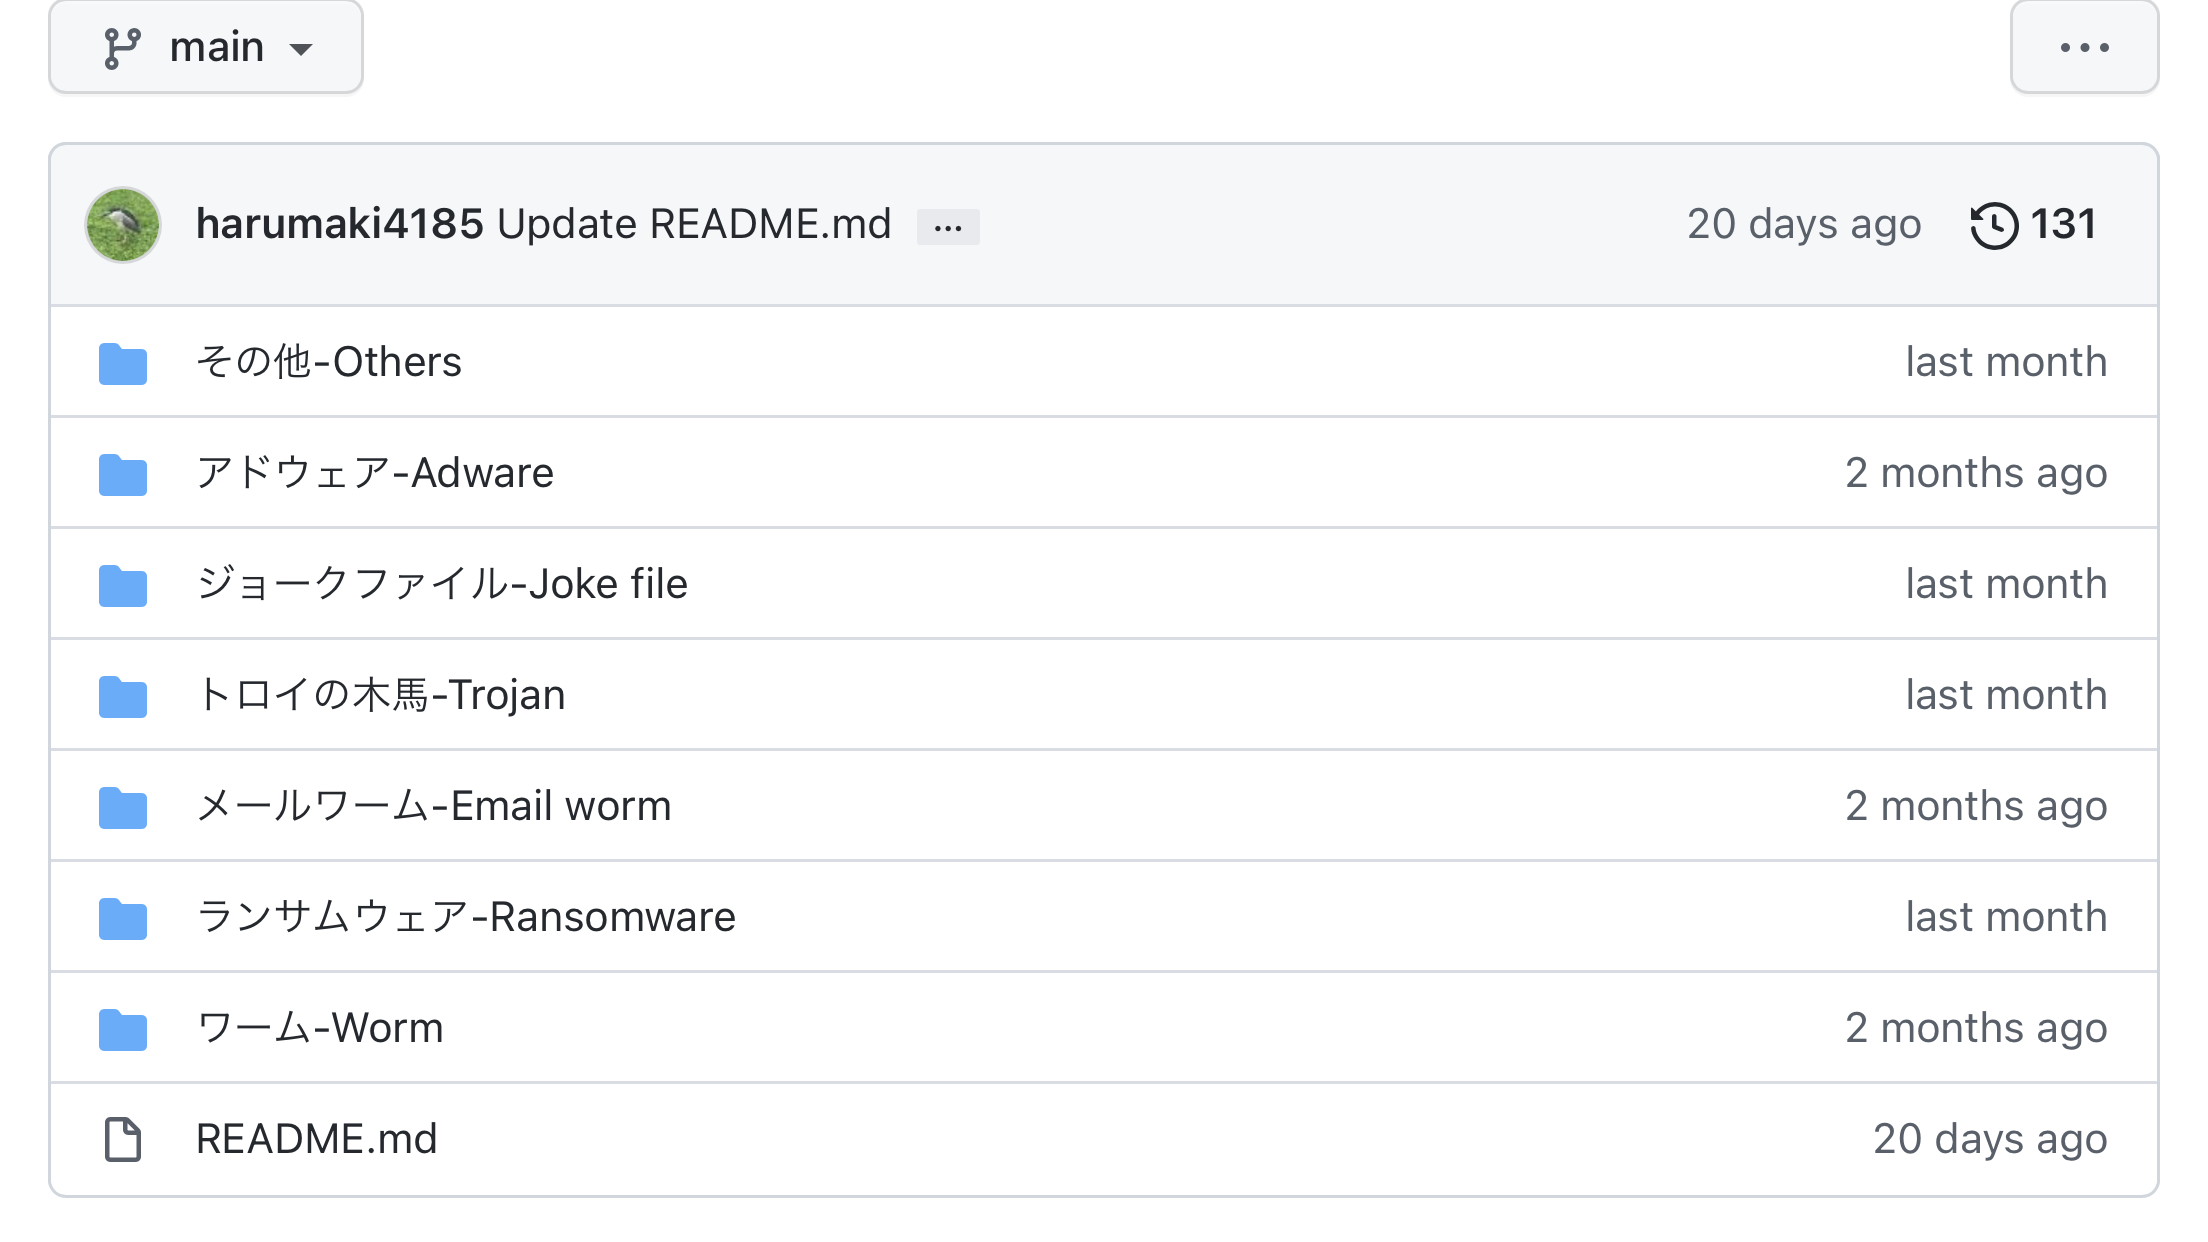 main
harumaki4185 Update README.md ... 20 days ago 131
その他-Others last month
アドウェア-Adware 2 months ago
ジョークファイル-Joke file last month
トロイの木馬-Trojan last month
メールワーム-Email worm 2 months ago
ランサムウェア-Ransomware last month
ワーム-Worm 2 months ago
README.md 20 days ago